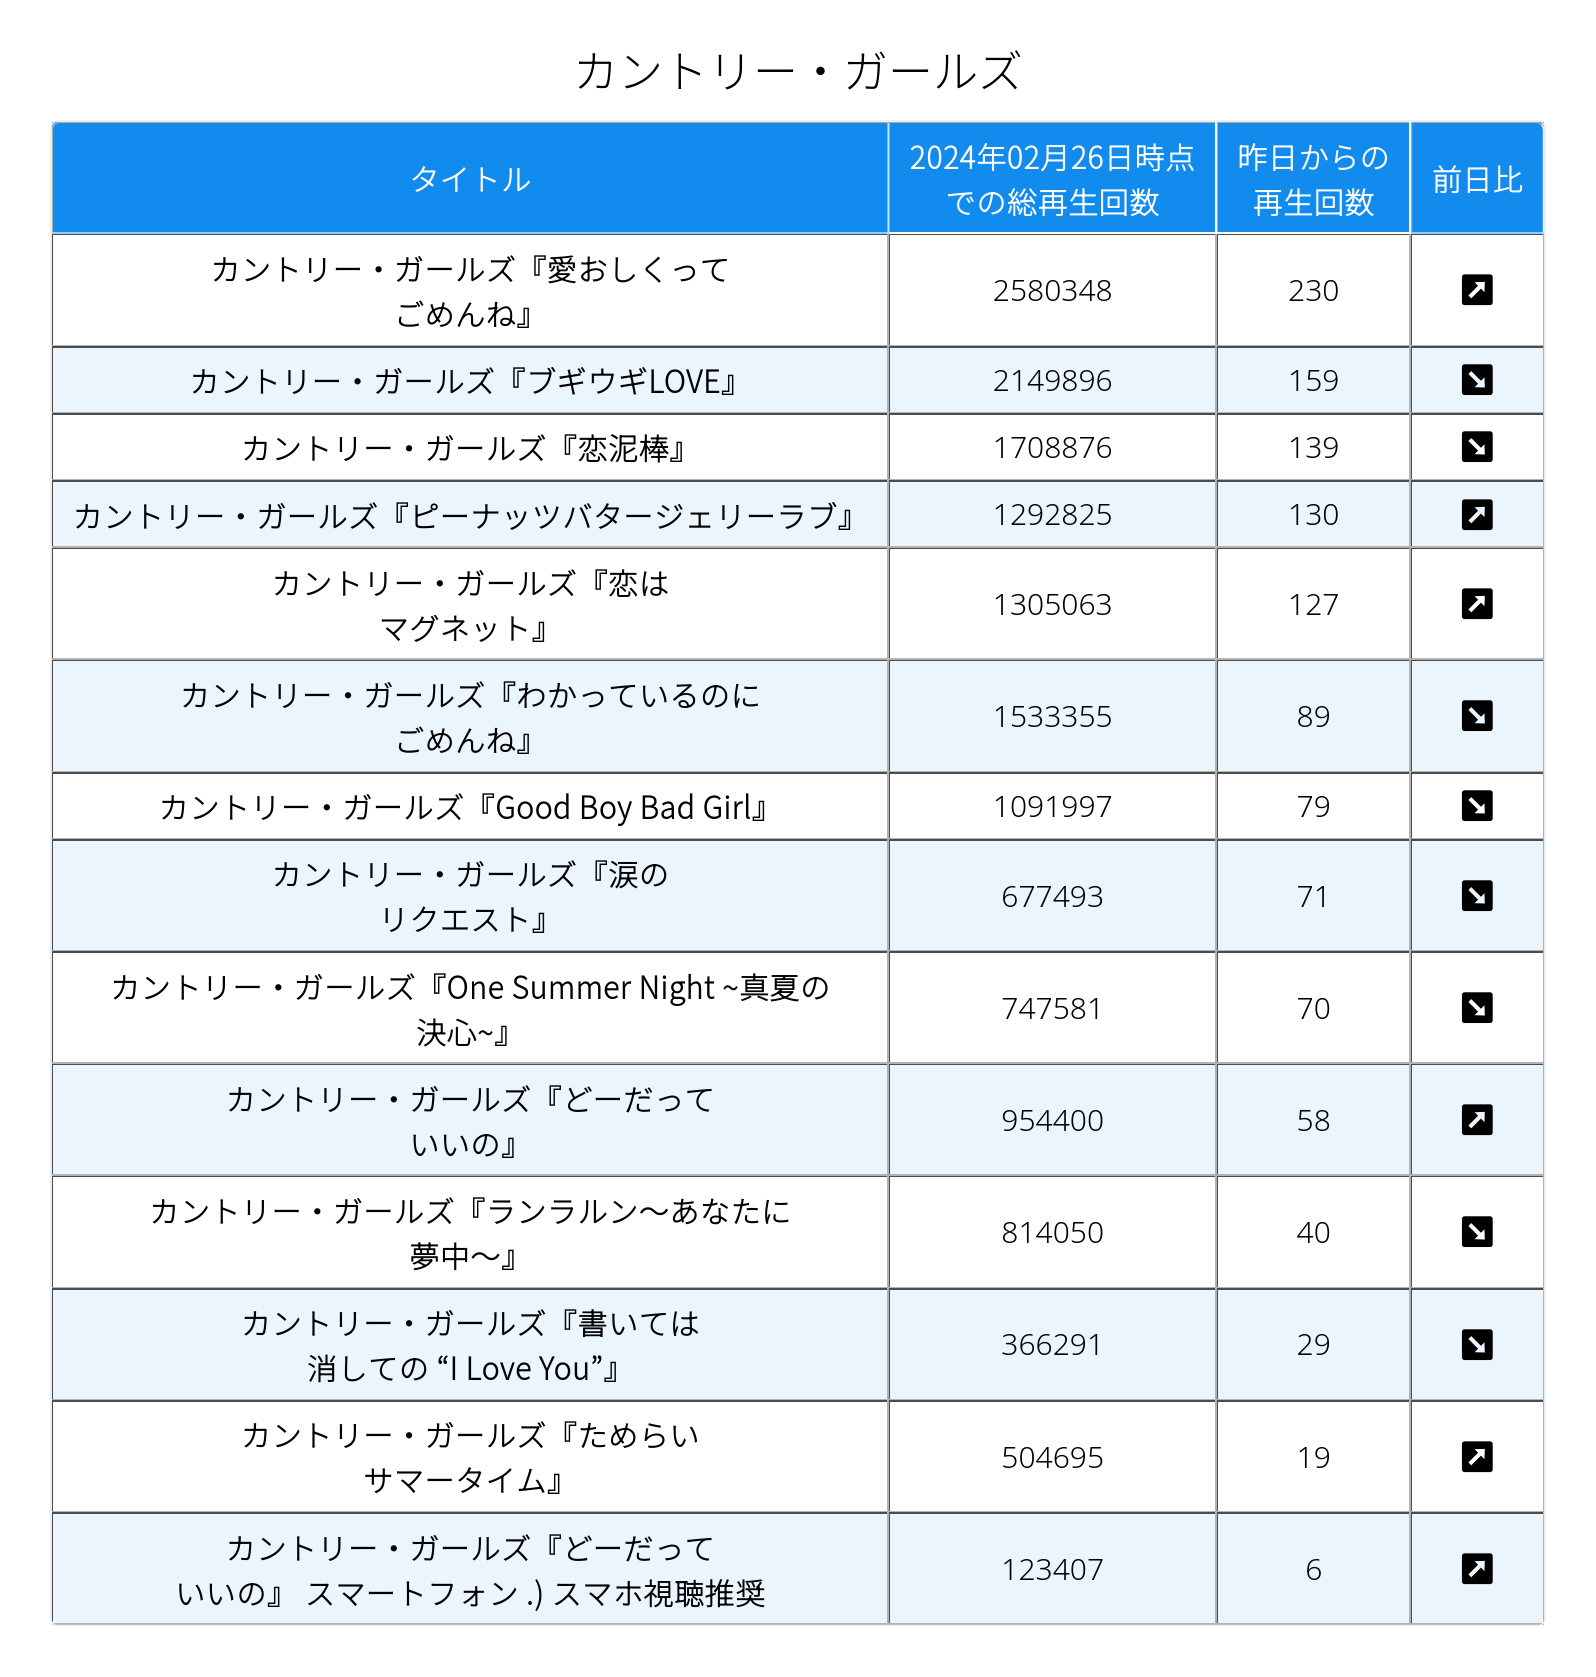 カントリー・ガールズ
タイトル
2024年02月26日時点
での総再生回数
昨日からの
再生回数
前日比
カントリー・ガールズ『愛おしくって
ごめんね』
2580348
230
カントリー・ガールズ『ブギウギLOVE』
2149896
159
カントリー・ガールズ『恋泥棒』
1708876
139
カントリー・ガールズ『ピーナッツバタージェリーラブ』
1292825
130
カントリー・ガールズ『恋は
マグネット』
1305063
127
カントリー・ガールズ『わかっているのに
ごめんね』
1533355
89
カントリー・ガールズ『Good Boy Bad Girl』
1091997
79
カントリー・ガールズ『涙の
リクエスト』
677493
71
カントリー・ガールズ『One Summer Night ~真夏の
決心~』
747581
70
カントリー・ガールズ『どーだって
いいの』
954400
58
カントリー・ガールズ『ランラルン〜あなたに
夢中〜』
814050
40
カントリー・ガールズ『書いては
消しての “I Love You”』
366291
29
カントリー・ガールズ『ためらい
サマータイム』
504695
19
カントリー・ガールズ『どーだって
いいの』 スマートフォン .) スマホ視聴推奨
123407
6